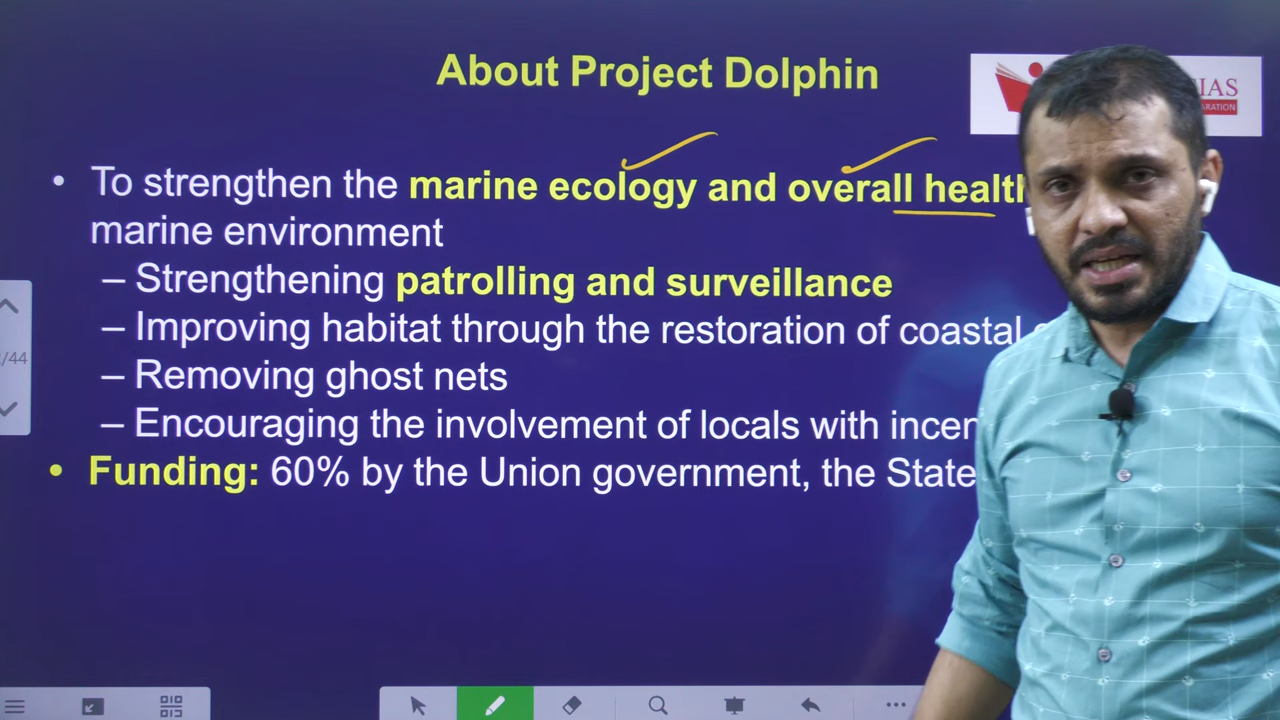 About Project Dolphin
IAS
• To strengthen the marine ecology and overall
marine environment
– Strengthening patrolling and surveillance
– Improving habitat through the restoration of coastal
/44
– Removing ghost nets
– Encouraging the involvement of locals with
• Funding: 60% by the Union government, the State